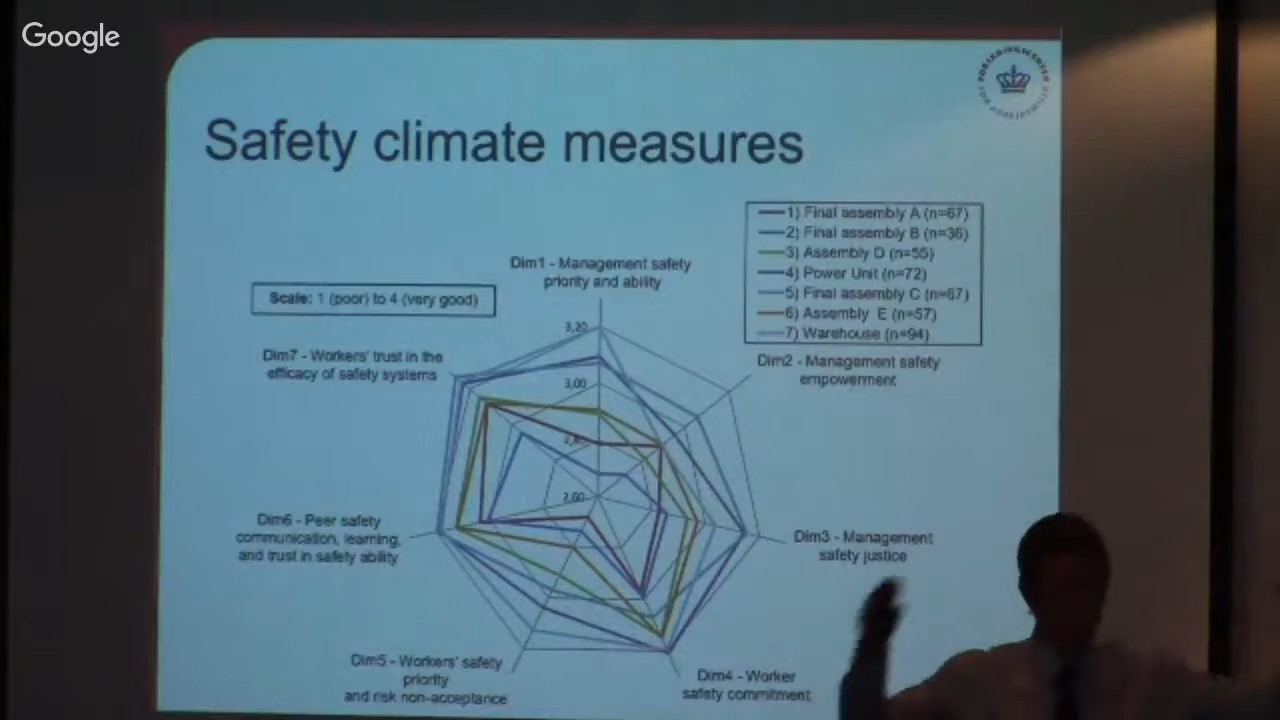 Google
Safety climate measures
1) Final assembly A (n=67)
2) Final assembly B (n=36)
3) Assembly D (n=55)
4) Power Unit (n=72)
5) Final assembly C (n=67)
6) Assembly E (n=57)
7) Warehouse (n=94)
Scale: 1 (poor) to 4 (very good)
Dim1 - Management safety
priority and ability
3,20
3,00
2,60
Dim2 - Management safety
empowerment
Dim3 - Management
safety justice
Dim4 - Worker
safety commitment
Dim5 - Workers' safety
priority
and risk non-acceptance
Dim6 - Peer safety
communication, learning,
and trust in safety ability
Dim7 - Workers' trust in the
efficacy of safety systems